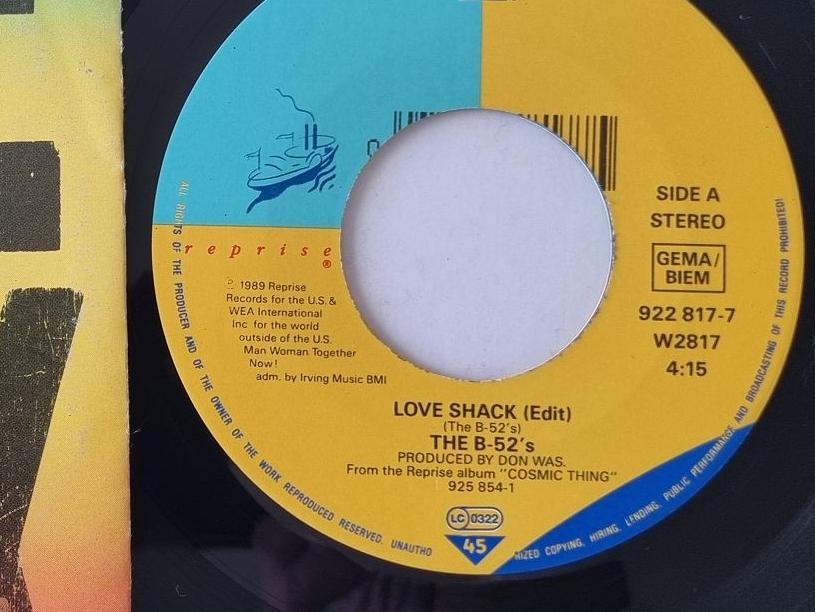 reprise
®
℗ 1989 Reprise
Records for the U.S. &
WEA International
Inc. for the world
outside of the U.S.
Man Woman Together
Now!
adm. by Irving Music BMI
SIDE A
STEREO
GEMA/
BIEM
922 817-7
W2817
4:15
LOVE SHACK (Edit)
(The B-52's)
THE B-52's
PRODUCED BY DON WAS.
From the Reprise album "COSMIC THING"
925 854-1
LC 0322
45
ALL RIGHTS OF THE PRODUCER AND OF THE OWNER OF THE WORK REPRODUCED RESERVED. UNAUTHORIZED COPYING, HIRING, LENDING, PUBLIC PERFORMANCE AND BROADCASTING OF THIS RECORD PROHIBITED!